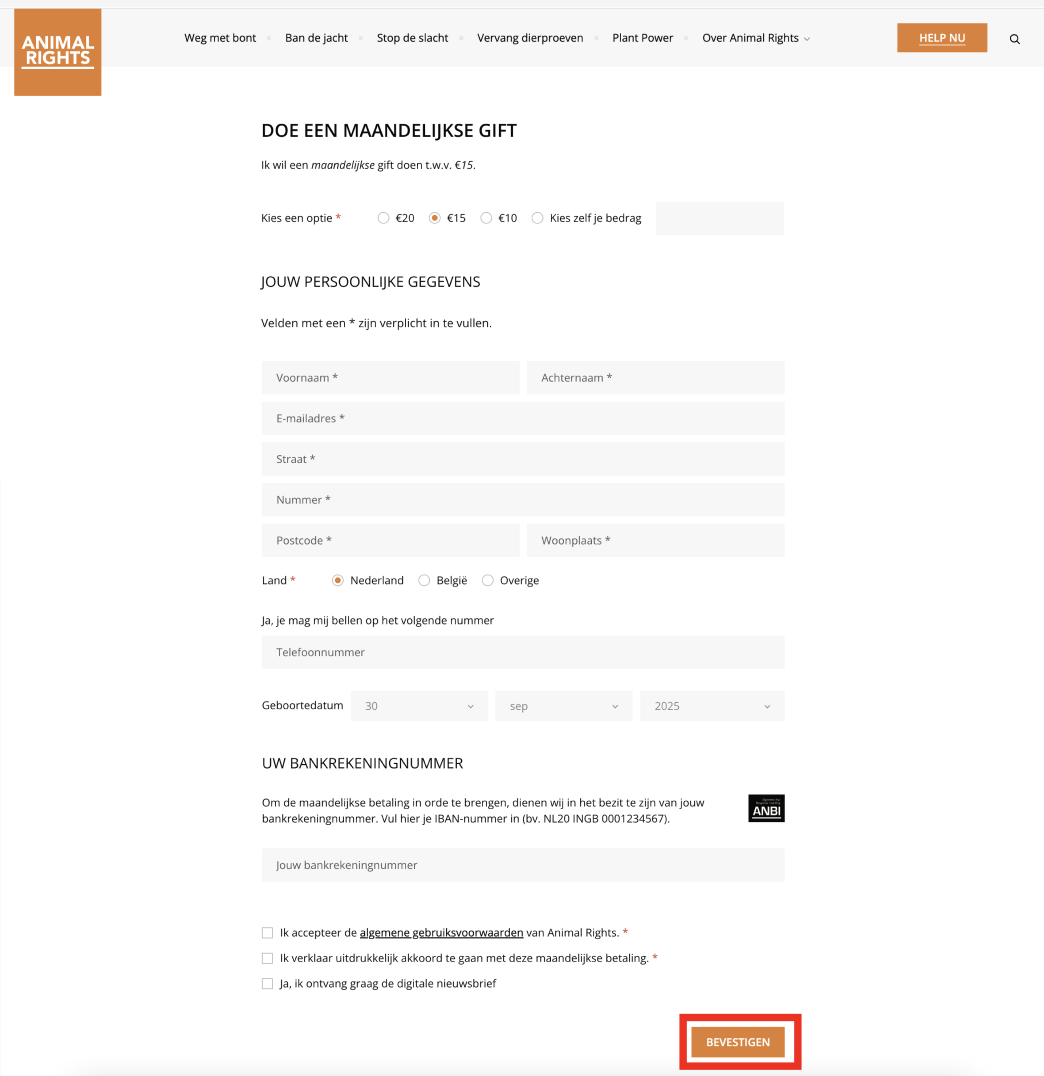 ANIMAL
RIGHTS
Weg met bont
Ban de jacht
Stop de slacht
Vervang dierproeven
Plant Power
Over Animal Rights
HELP NU
DOE EEN MAANDELIJKSE GIFT
Ik wil een maandelijkse gift doen t.w.v. €15.
Kies een optie * €20 €15 €10 Kies zelf je bedrag
JOUW PERSOONLIJKE GEGEVENS
Velden met een * zijn verplicht in te vullen.
Voornaam * Achternaam *
E-mailadres *
Straat *
Nummer *
Postcode * Woonplaats *
Land * Nederland België Overige
Ja, je mag mij bellen op het volgende nummer
Telefoonnummer
Geboortedatum 30 sep 2025
UW BANKREKENINGNUMMER
Om de maandelijkse betaling in orde te brengen, dienen wij in het bezit te zijn van jouw
bankrekeningnummer. Vul hier je IBAN-nummer in (bv. NL20 INGB 0001234567).
ANBI
Jouw bankrekeningnummer
Ik accepteer de algemene gebruiksvoorwaarden van Animal Rights. *
Ik verklaar uitdrukkelijk akkoord te gaan met deze maandelijkse betaling. *
Ja, ik ontvang graag de digitale nieuwsbrief
BEVESTIGEN